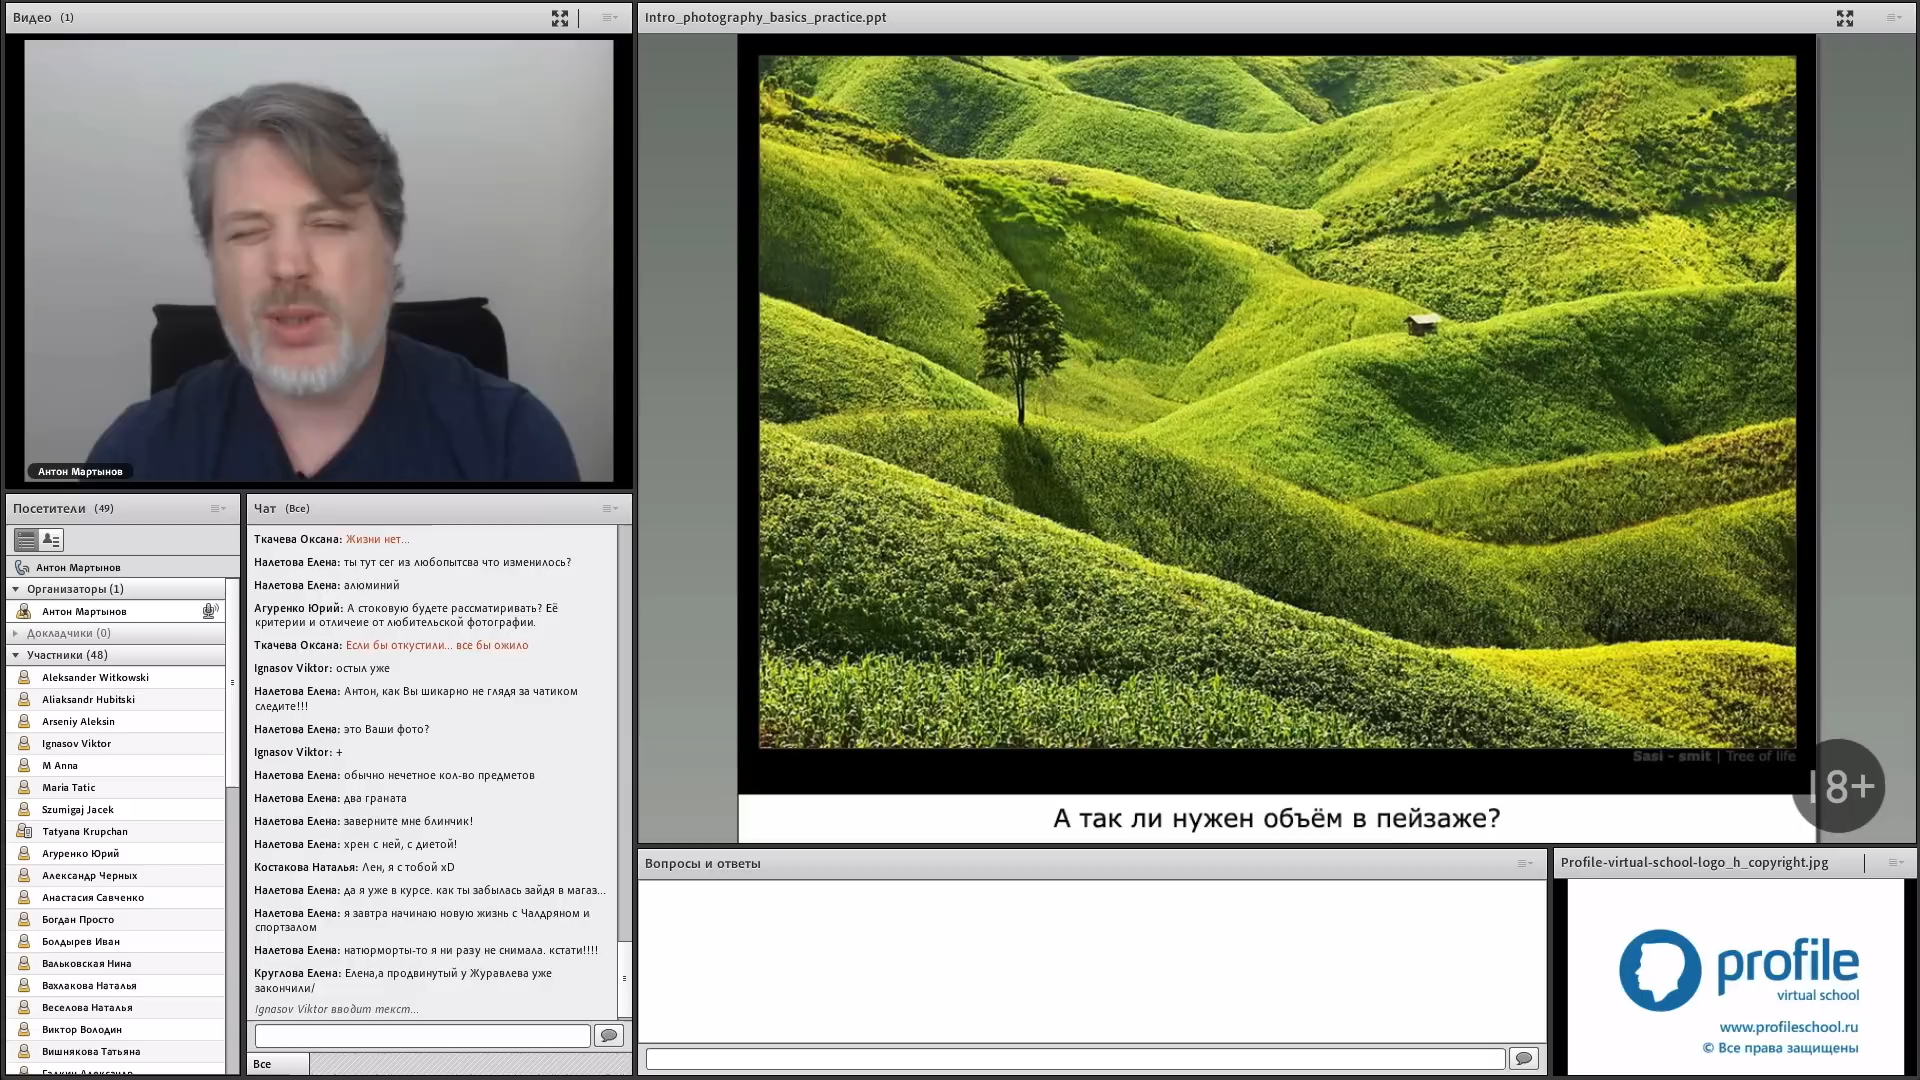 Видео (1)
Антон Мартынов
Посетители (49)
Антон Мартынов
Организаторы (1)
Антон Мартынов
Докладчики (0)
Участники (48)
Aleksander Witkowski
Aliaksandr Hubitski
Arseniy Aleksin
Ignasov Viktor
M Anna
Maria Tatic
Szumigaj Jacek
Tatyana Krupchan
Агуренко Юрий
Александр Черных
Анастасия Савченко
Богдан Просто
Болдырев Иван
Вальковская Нина
Вахлакова Наталья
Веселова Наталья
Виктор Володин
Вишнякова Татьяна
Галкин Александр
Чат (Все)
Ткачева Оксана: Жизни нет...
Налетова Елена: ты тут сег из любопытсва что изменилось?
Налетова Елена: алюминий
Агуренко Юрий: А стоковую будете рассматиривать? Её
критерии и отличеие от любительской фотографии.
Ткачева Оксана: Если бы откустили... все бы ожило
Ignasov Viktor: остыл уже
Налетова Елена: Антон, как Вы шикарно не глядя за чатиком
следите!!!
Налетова Елена: это Ваши фото?
Ignasov Viktor: +
Налетова Елена: обычно нечетное кол-во предметов
Налетова Елена: два граната
Налетова Елена: заверните мне блинчик!
Налетова Елена: хрен с ней, с диетой!
Костакова Наталья: Лен, я с тобой xD
Налетова Елена: да я уже в курсе. как ты забылась зайдя в магаз...
Налетова Елена: я завтра начинаю новую жизнь с Чалдряном и
спортзалом
Налетова Елена: натюрморты-то я ни разу не снимала. кстати!!!!
Круглова Елена: Елена,а продвинутый у Журавлева уже
закончили/
Ignasov Viktor вводит текст...
Все
Intro_photography_basics_practice.ppt
Sasi - smit | Tree of life
18+
А так ли нужен объём в пейзаже?
Вопросы и ответы
Profile-virtual-school-logo_h_copyright.jpg
profile
virtual school
www.profileschool.ru
© Все права защищены